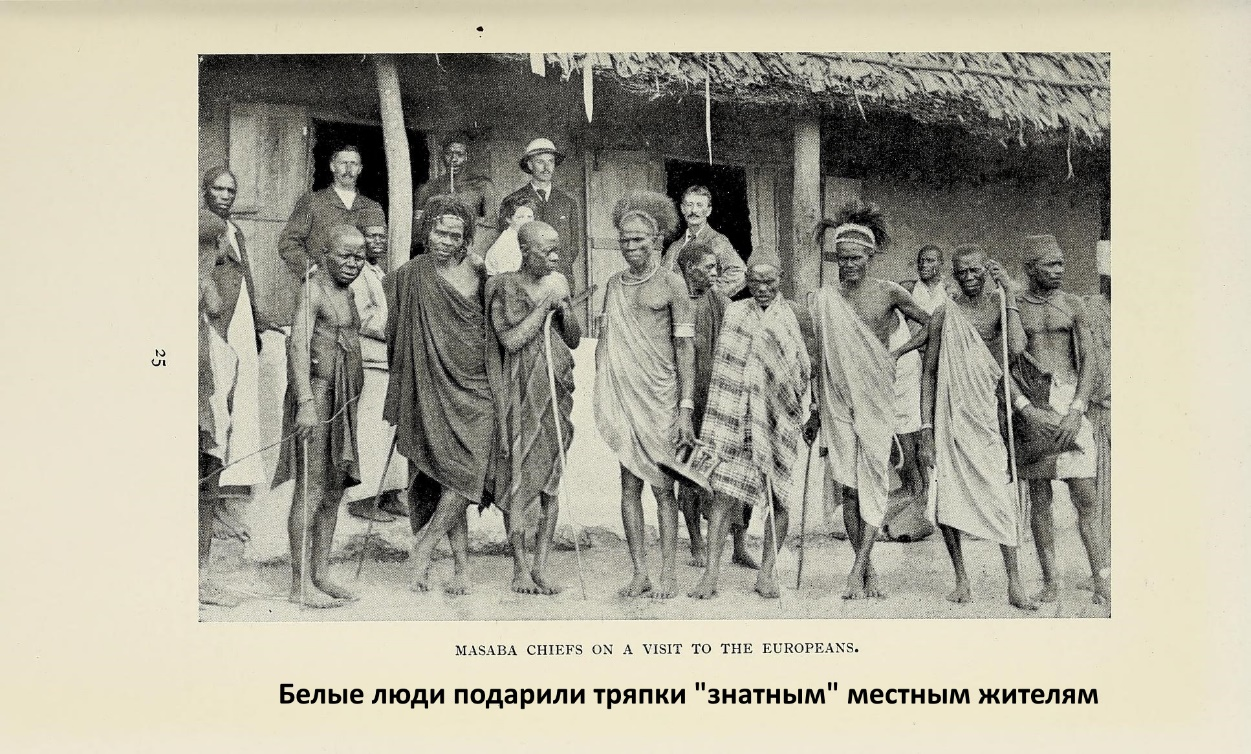 25
MASABA CHIEFS ON A VISIT TO THE EUROPEANS.
Белые люди подарили тряпки "знатным" местным жителям